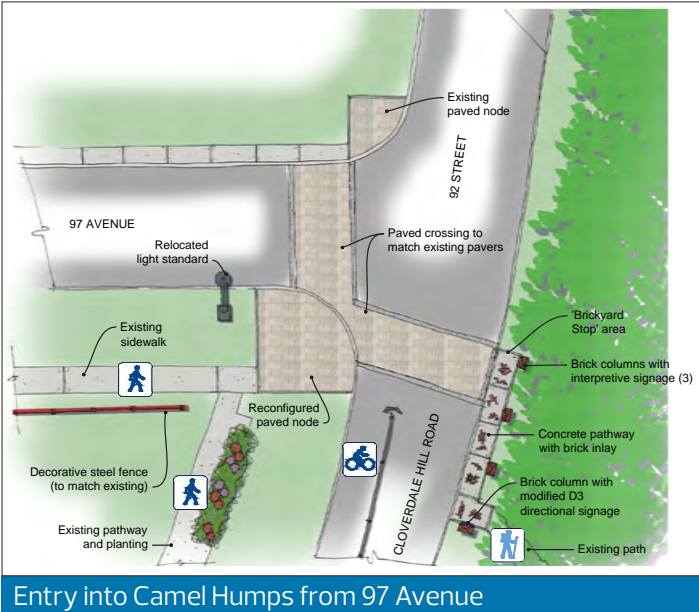 Existing
paved node
92 STREET
97 AVENUE
Relocated
light standard
Paved crossing to
match existing pavers
Existing
sidewalk
'Brickyard
Stop' area
Brick columns with
interpretive signage (3)
Reconfigured
paved node
Concrete pathway
with brick inlay
Decorative steel fence
(to match existing)
CLOVERDALE HILL ROAD
Brick column with
modified D3
directional signage
Existing pathway
and planting
Existing path
Entry into Camel Humps from 97 Avenue